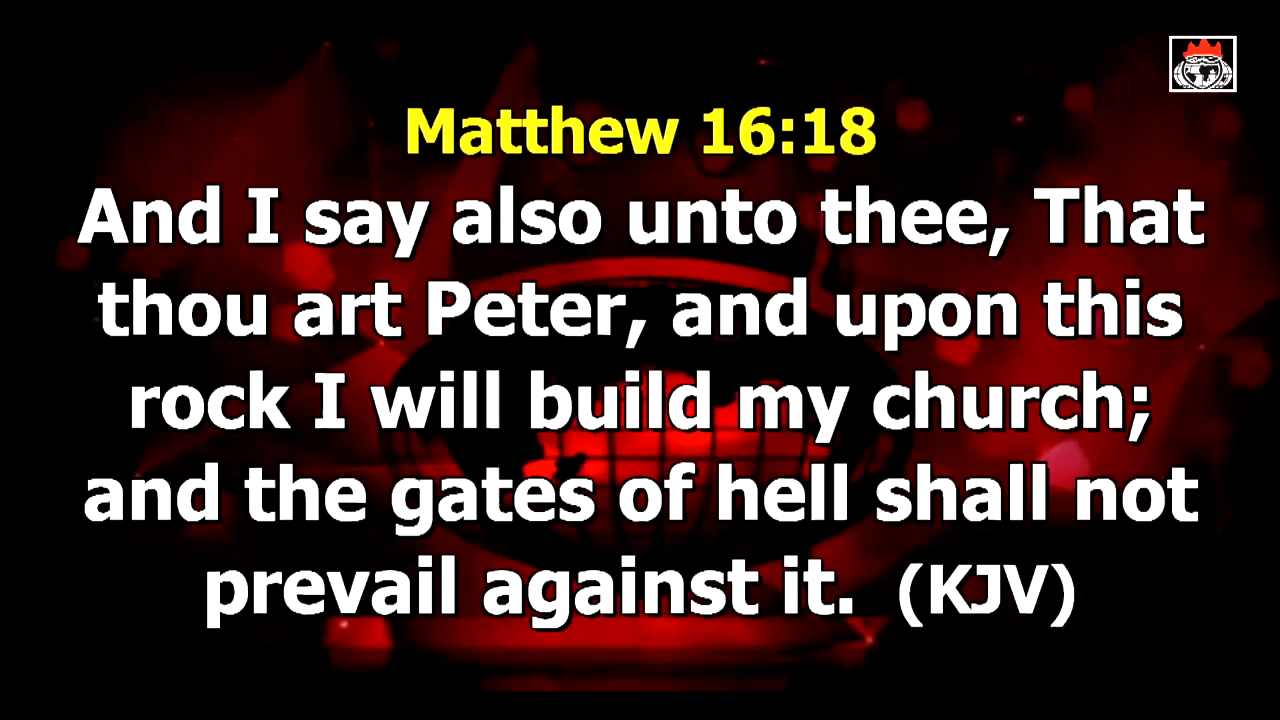 Matthew 16:18
And I say also unto thee, That
thou art Peter, and upon this
rock I will build my church;
and the gates of hell shall not
prevail against it. (KJV)